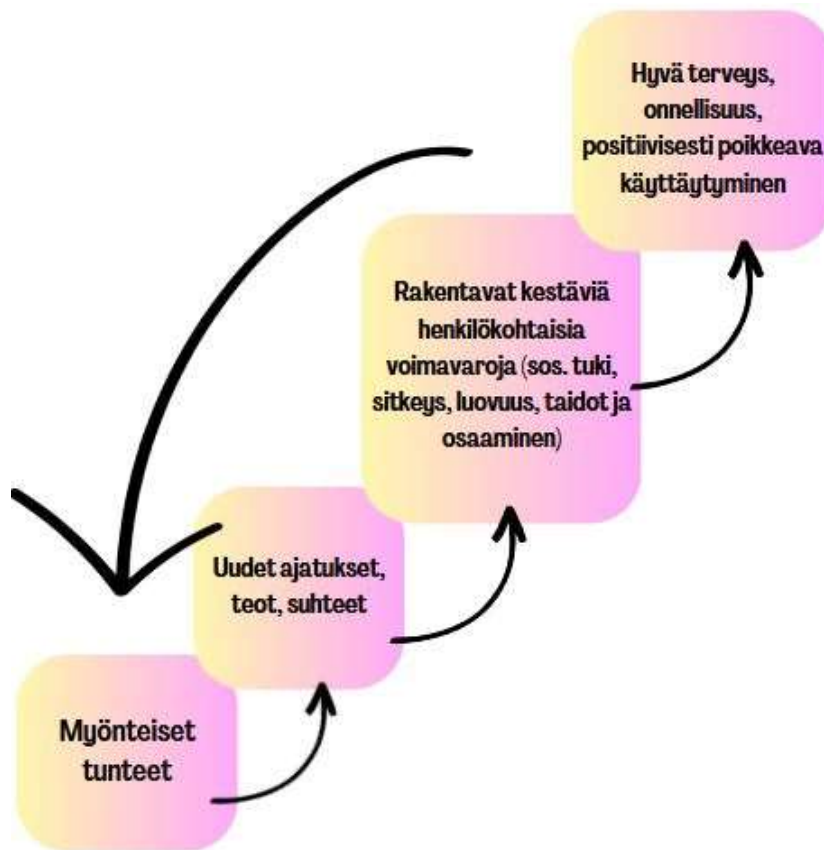 Hyvä terveys,
onnellisuus,
positiivisesti poikkeava
käyttäytyminen
Rakentavat kestäviä
henkilökohtaisia
voimavaroja (sos. tuki,
sitkeys, luovuus, taidot ja
osaaminen)
Uudet ajatukset,
teot, suhteet
Myönteiset
tunteet